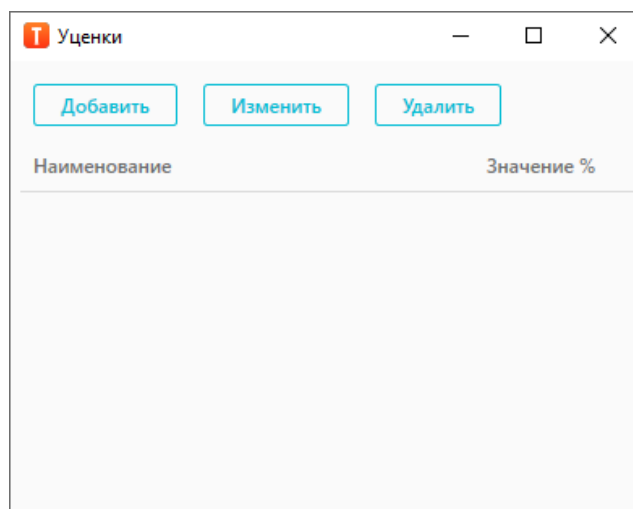 T Уценки
Добавить Изменить Удалить
Наименование Значение %